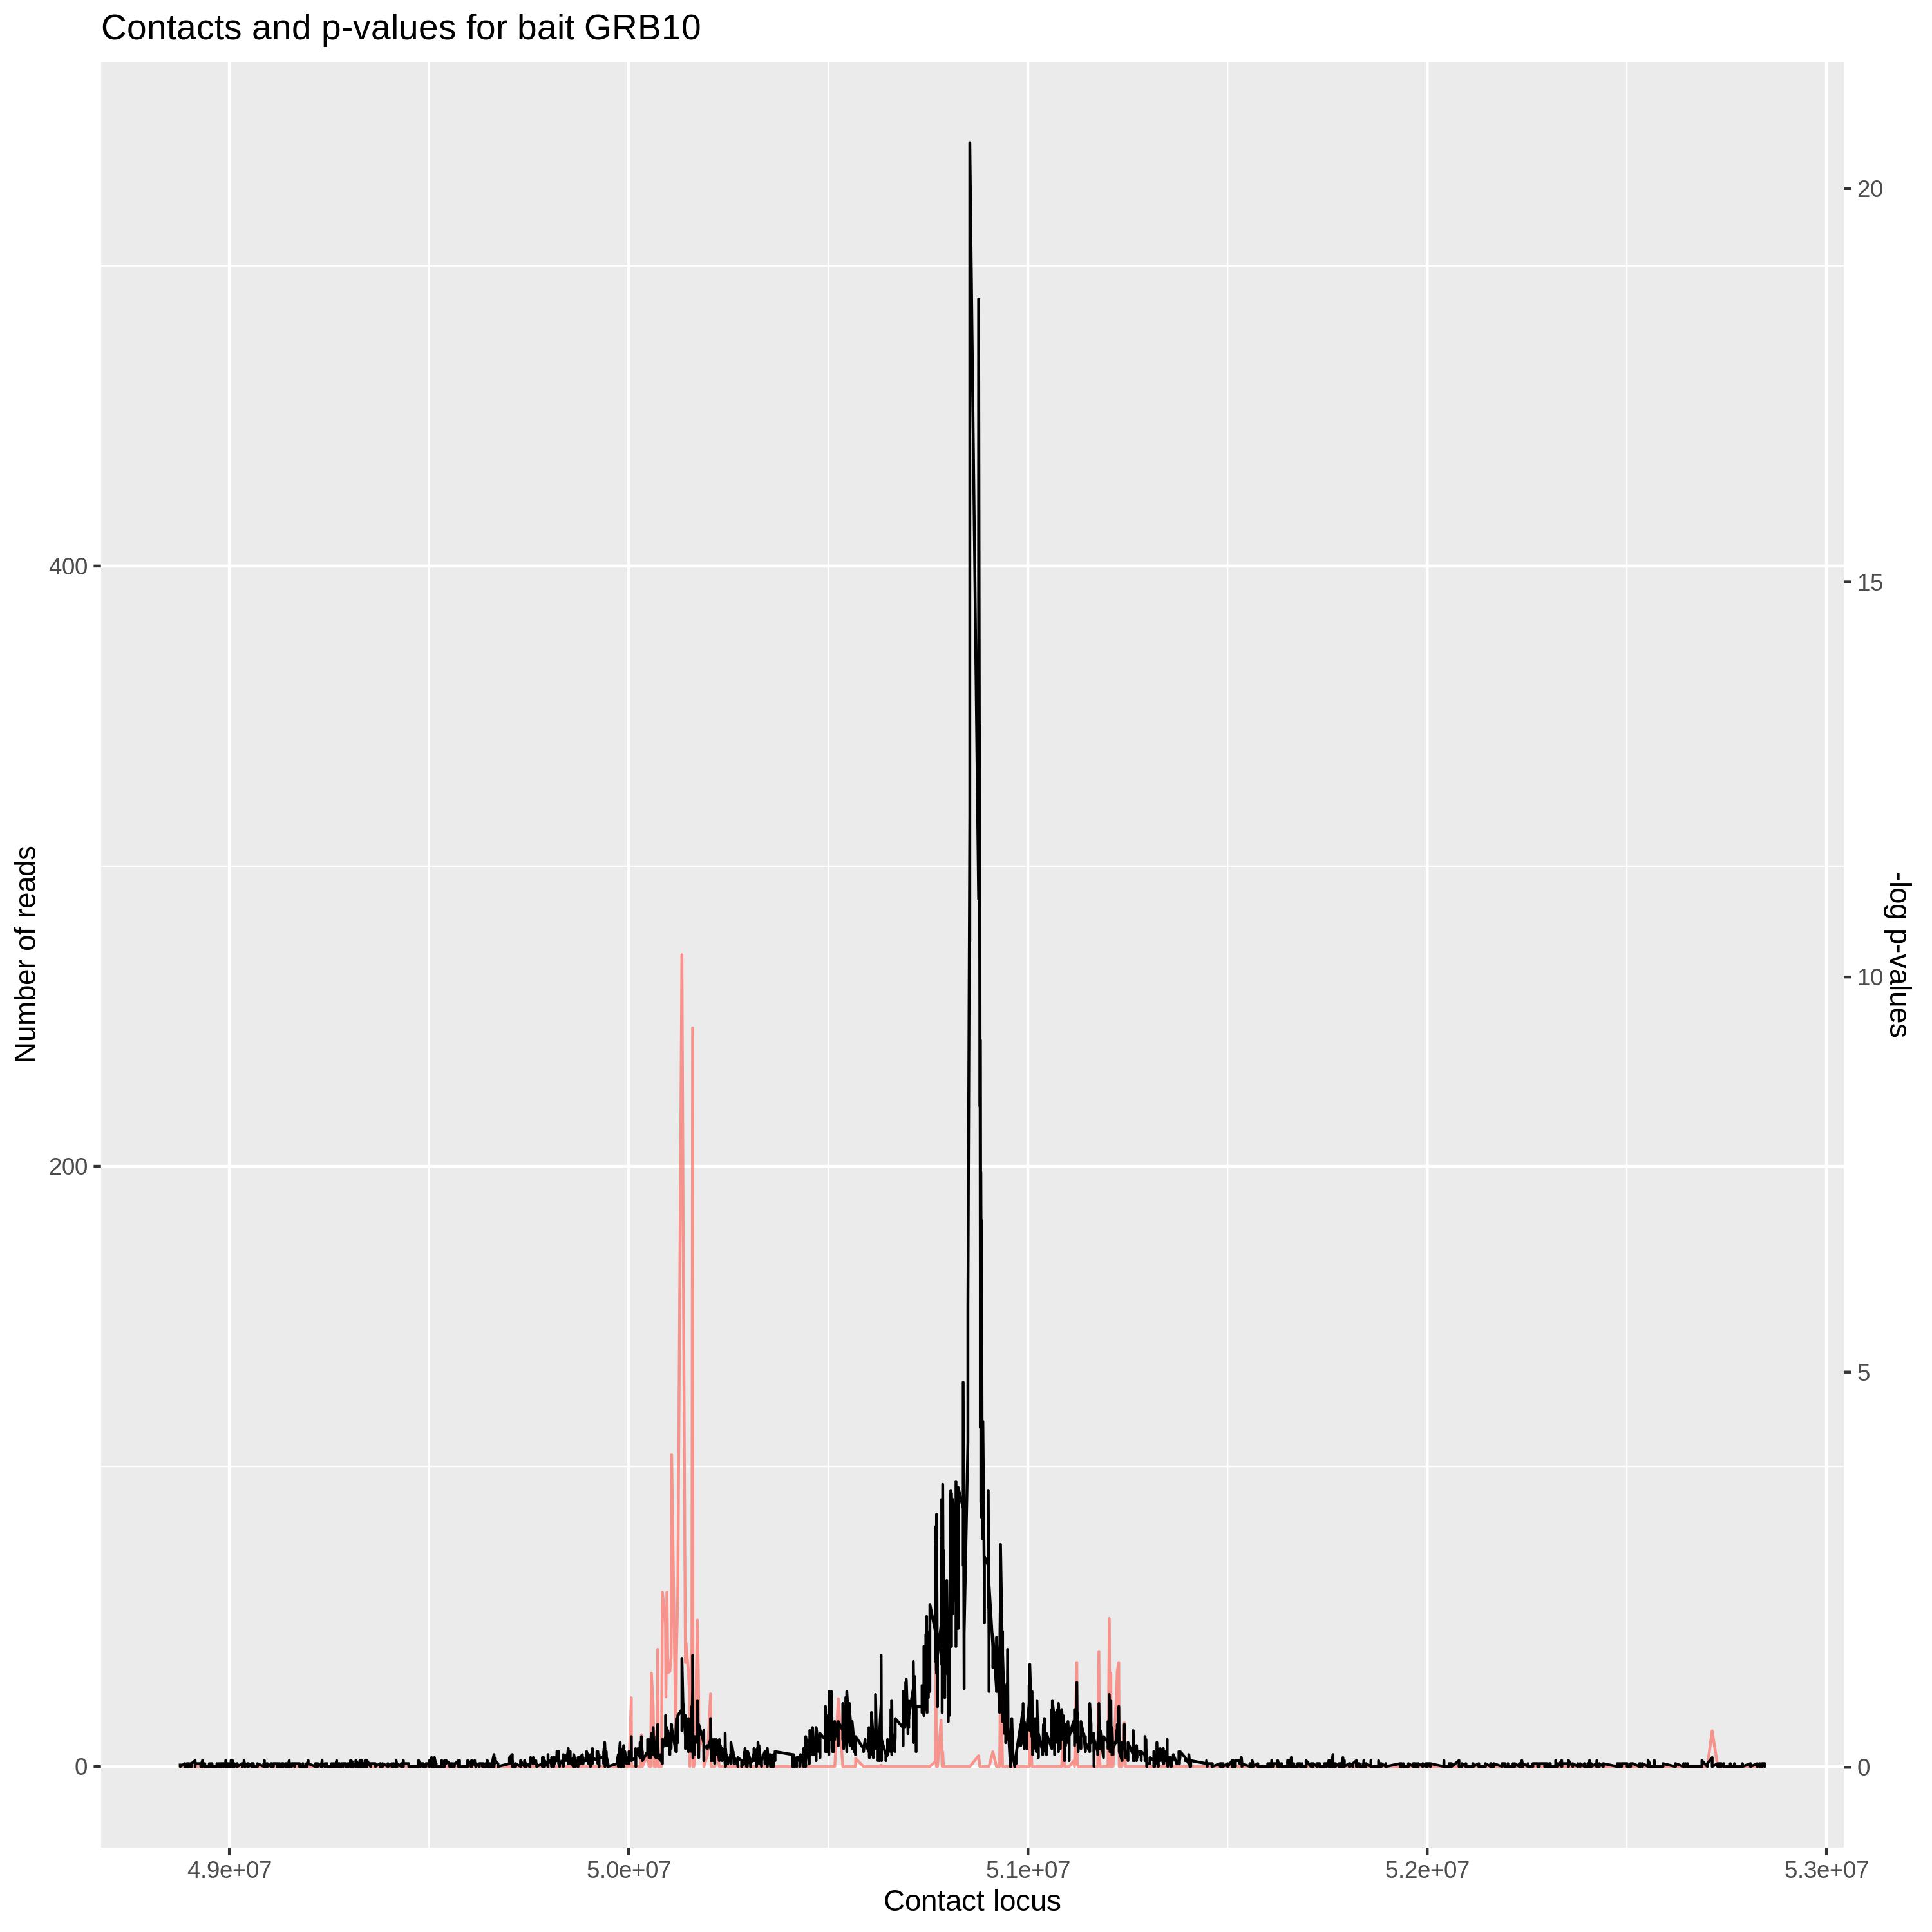 Contacts and p-values for bait GRB10
Number of reads
400
200
0
20
15
10
5
0
-log p-values
4.9e+07
5.0e+07
5.1e+07
5.2e+07
5.3e+07
Contact locus